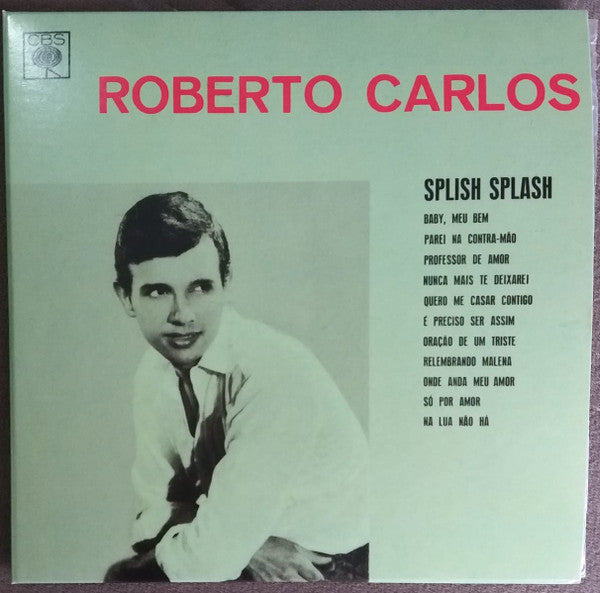 CBS
ROBERTO CARLOS
SPLISH SPLASH
BABY, MEU BEM
PAREI NA CONTRA-MÃO
PROFESSOR DE AMOR
NUNCA MAIS TE DEIXAREI
QUERO ME CASAR CONTIGO
E PRECISO SER ASSIM
ORAÇÃO DE UM TRISTE
RELEMBRANDO MALENA
ONDE ANDA MEU AMOR
SÓ POR AMOR
NA LUA NÃO HÁ